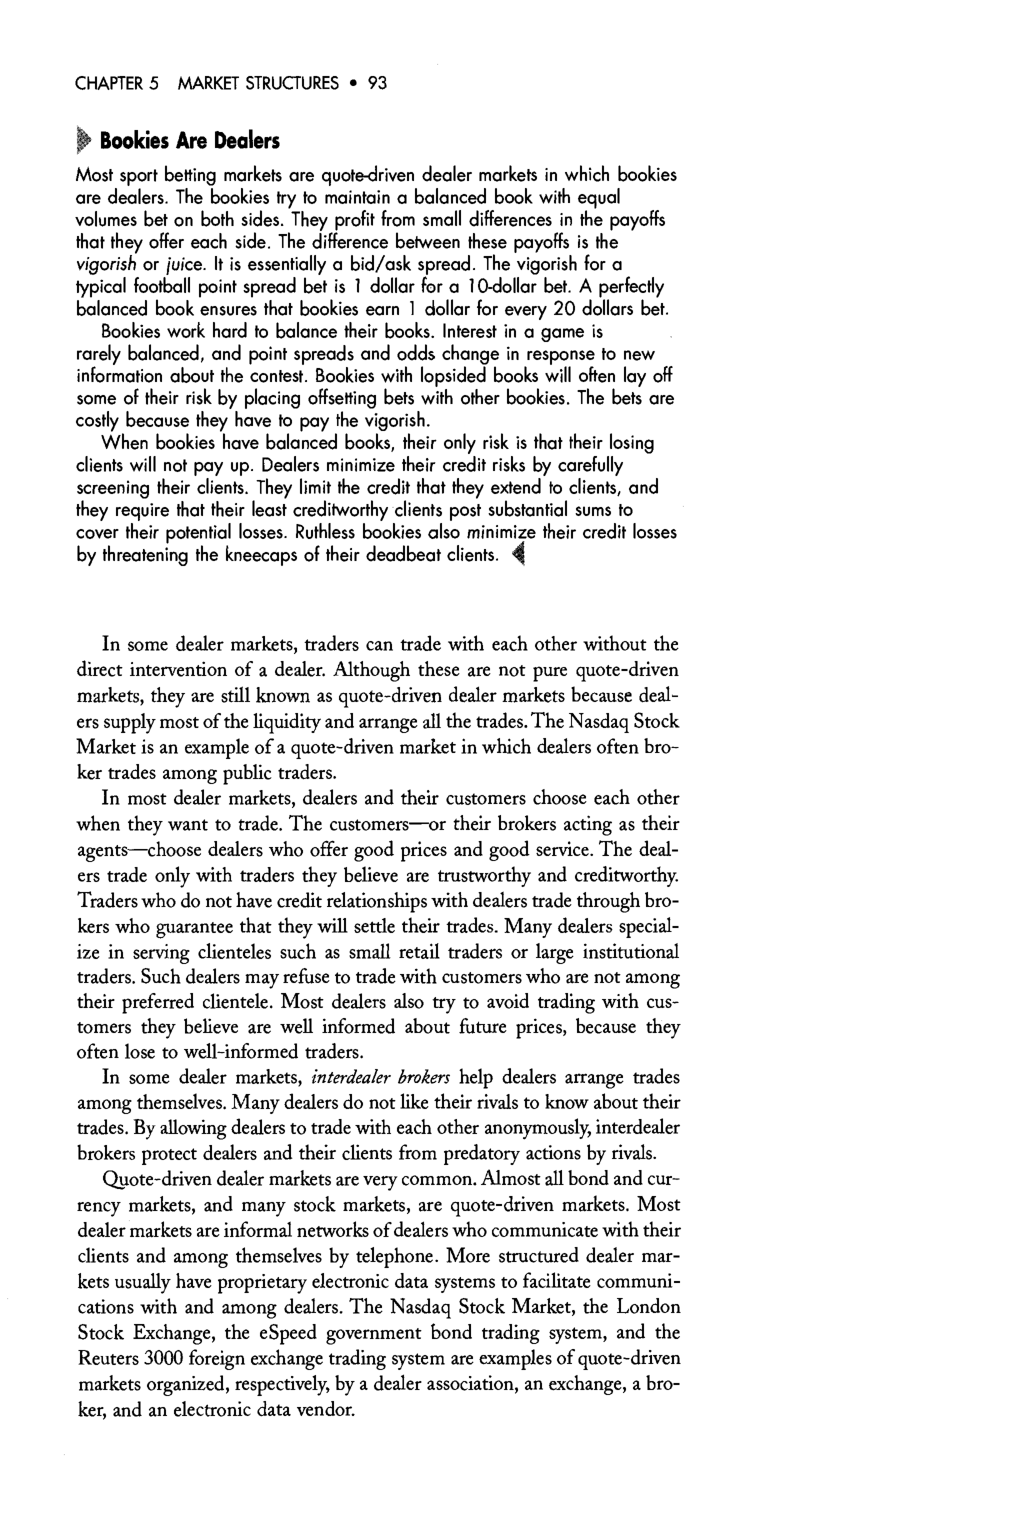 CHAPTER 5 MARKET STRUCTURES • 93
Bookies Are Dealers
Most sport betting markets are quote-driven dealer markets in which bookies
are dealers. The bookies try to maintain a balanced book with equal
volumes bet on both sides. They profit from small differences in the payoffs
that they offer each side. The difference between these payoffs is the
vigorish or juice. It is essentially a bid/ask spread. The vigorish for a
typical football point spread bet is 1 dollar for a 10-dollar bet. A perfectly
balanced book ensures that bookies earn 1 dollar for every 20 dollars bet.
Bookies work hard to balance their books. Interest in a game is
rarely balanced, and point spreads and odds change in response to new
information about the contest. Bookies with lopsided books will often lay off
some of their risk by placing offsetting bets with other bookies. The bets are
costly because they have to pay the vigorish.
When bookies have balanced books, their only risk is that their losing
clients will not pay up. Dealers minimize their credit risks by carefully
screening their clients. They limit the credit that they extend to clients, and
they require that their least creditworthy clients post substantial sums to
cover their potential losses. Ruthless bookies also minimize their credit losses
by threatening the kneecaps of their deadbeat clients.
In some dealer markets, traders can trade with each other without the
direct intervention of a dealer. Although these are not pure quote-driven
markets, they are still known as quote-driven dealer markets because deal-
ers supply most of the liquidity and arrange all the trades. The Nasdaq Stock
Market is an example of a quote-driven market in which dealers often bro-
ker trades among public traders.
In most dealer markets, dealers and their customers choose each other
when they want to trade. The customers—or their brokers acting as their
agents—choose dealers who offer good prices and good service. The deal-
ers trade only with traders they believe are trustworthy and creditworthy.
Traders who do not have credit relationships with dealers trade through bro-
kers who guarantee that they will settle their trades. Many dealers special-
ize in serving clienteles such as small retail traders or large institutional
traders. Such dealers may refuse to trade with customers who are not among
their preferred clientele. Most dealers also try to avoid trading with cus-
tomers they believe are well informed about future prices, because they
often lose to well-informed traders.
In some dealer markets, interdealer brokers help dealers arrange trades
among themselves. Many dealers do not like their rivals to know about their
trades. By allowing dealers to trade with each other anonymously, interdealer
brokers protect dealers and their clients from predatory actions by rivals.
Quote-driven dealer markets are very common. Almost all bond and cur-
rency markets, and many stock markets, are quote-driven markets. Most
dealer markets are informal networks of dealers who communicate with their
clients and among themselves by telephone. More structured dealer mar-
kets usually have proprietary electronic data systems to facilitate communi-
cations with and among dealers. The Nasdaq Stock Market, the London
Stock Exchange, the eSpeed government bond trading system, and the
Reuters 3000 foreign exchange trading system are examples of quote-driven
markets organized, respectively, by a dealer association, an exchange, a bro-
ker, and an electronic data vendor.